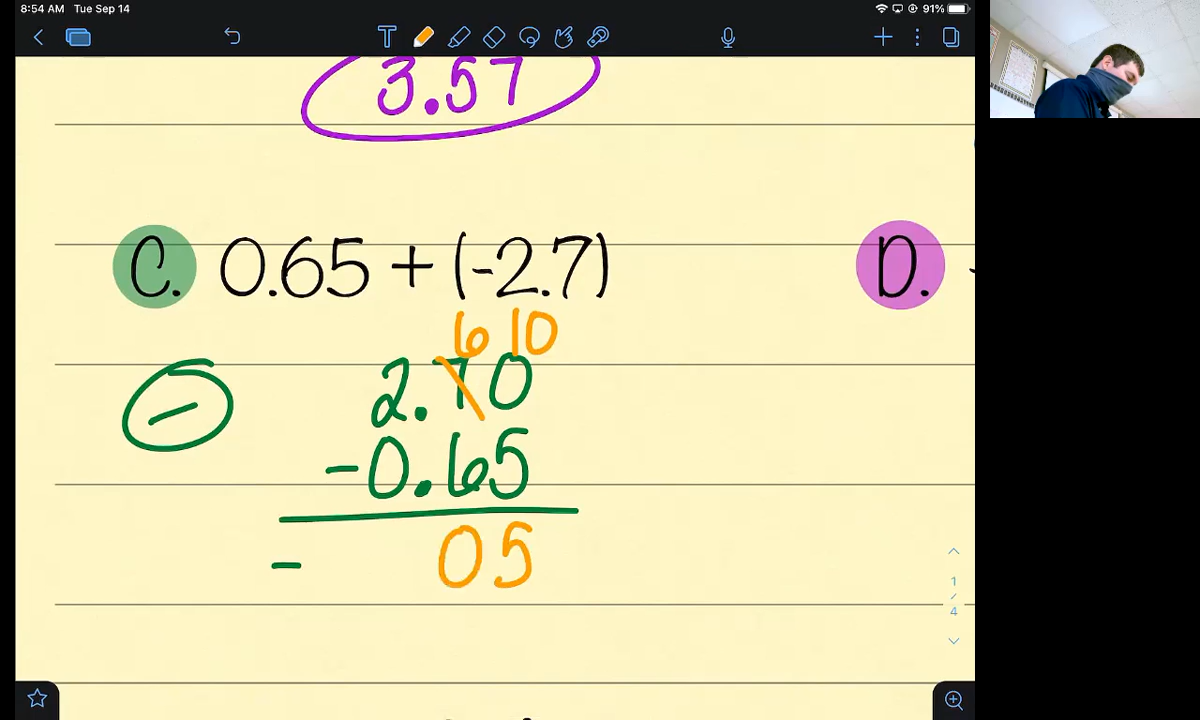 8:54 AM Tue Sep 14
91%
T
3.57
C. 0.65 + (-2.7)
D.
6 10
2.70
- -0.65
- 05
1
/
4